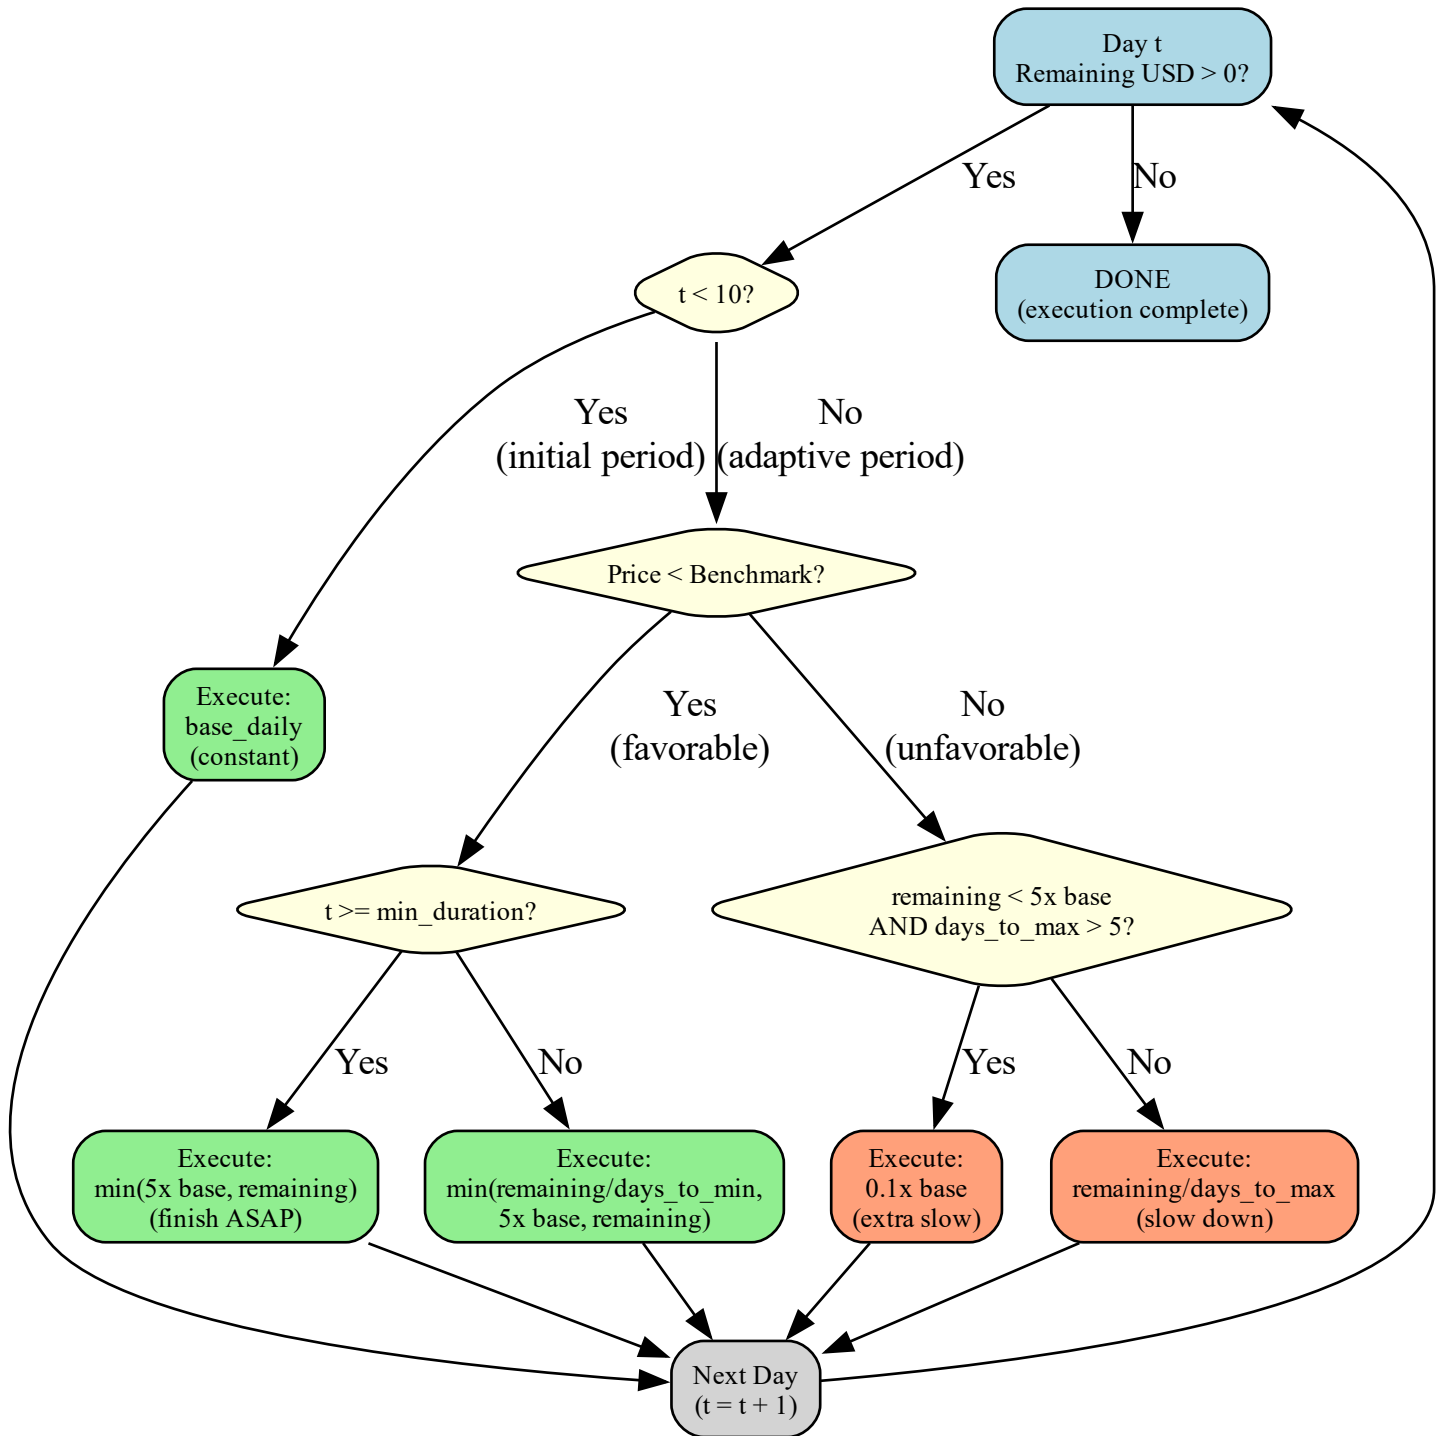 Day t
Remaining USD > 0?
Yes
No
t < 10?
DONE
(execution complete)
Yes
(initial period)
No
(adaptive period)
Price < Benchmark?
Execute:
base_daily
(constant)
Yes
(favorable)
No
(unfavorable)
t >= min_duration?
remaining < 5x base
AND days_to_max > 5?
Yes
No
Yes
No
Execute:
min(5x base, remaining)
(finish ASAP)
Execute:
min(remaining/days_to_min,
5x base, remaining)
Execute:
0.1x base
(extra slow)
Execute:
remaining/days_to_max
(slow down)
Next Day
(t = t + 1)